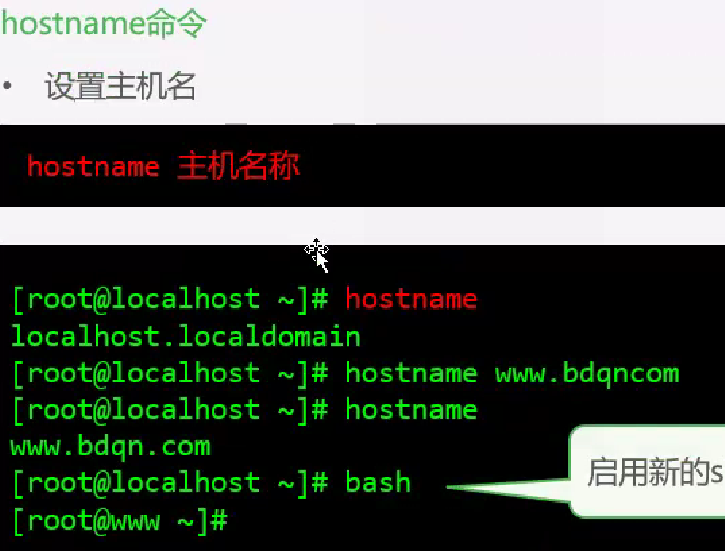 hostname命令
• 设置主机名
hostname 主机名称
[root@localhost ~]# hostname
localhost.localdomain
[root@localhost ~]# hostname www.bdqncom
[root@localhost ~]# hostname
www.bdqn.com
[root@localhost ~]# bash
启用新的s
[root@www ~]#